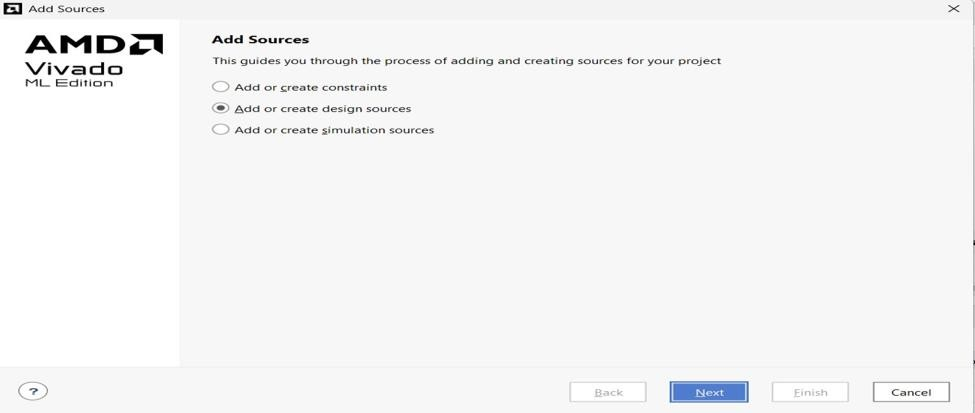 Add Sources
AMD
Vivado
ML Edition
Add Sources
This guides you through the process of adding and creating sources for your project
Add or create constraints
Add or create design sources
Add or create simulation sources
?
Back
Next
Finish
Cancel